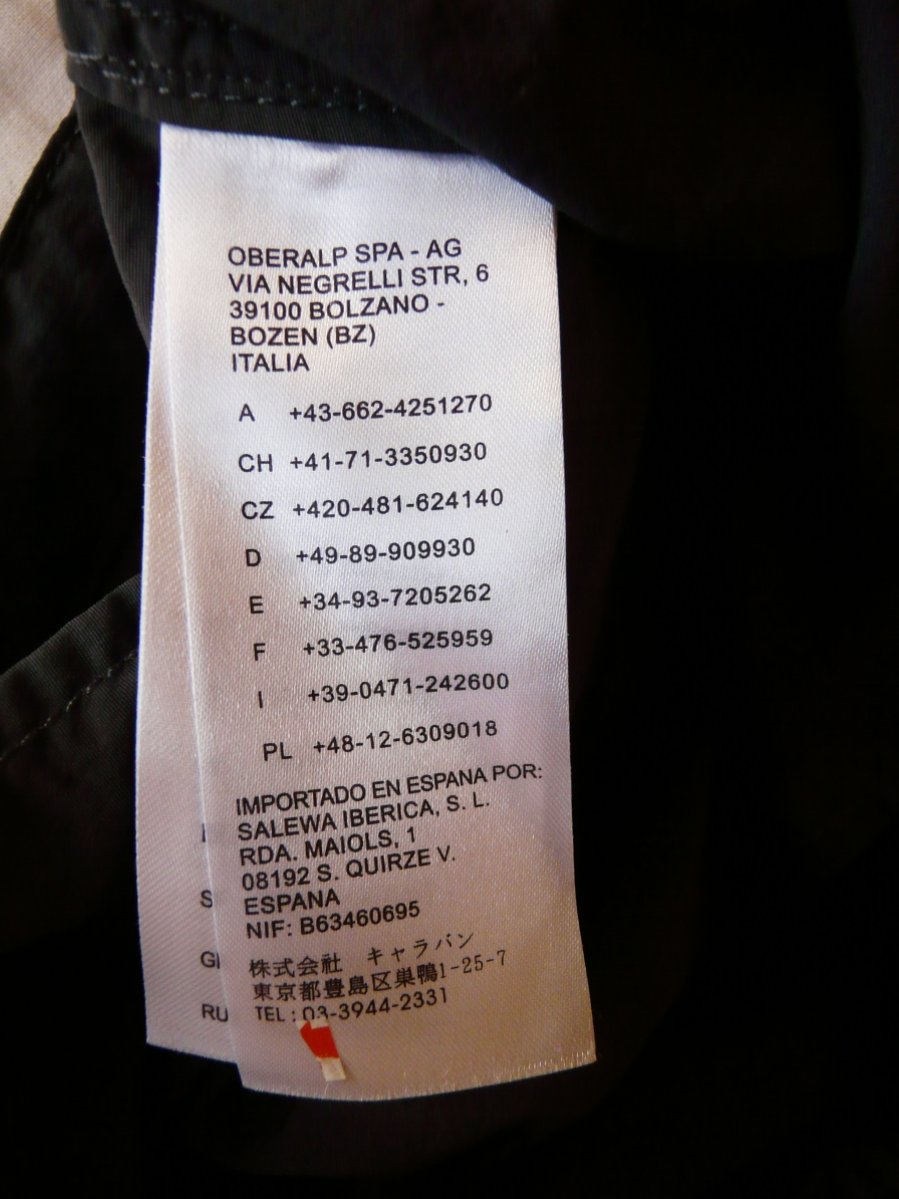 OBERALP SPA - AG
VIA NEGRELLI STR, 6
39100 BOLZANO -
BOZEN (BZ)
ITALIA
A +43-662-4251270
CH +41-71-3350930
CZ +420-481-624140
D +49-89-909930
E +34-93-7205262
F +33-476-525959
I +39-0471-242600
PL +48-12-6309018
IMPORTADO EN ESPANA POR:
SALEWA IBERICA, S. L.
RDA. MAIOLS, 1
08192 S. QUIRZE V.
ESPANA
NIF: B63460695
株式会社 キャラバン
東京都豊島区巣鴨1-25-7
TEL : 03-3944-2331
RU